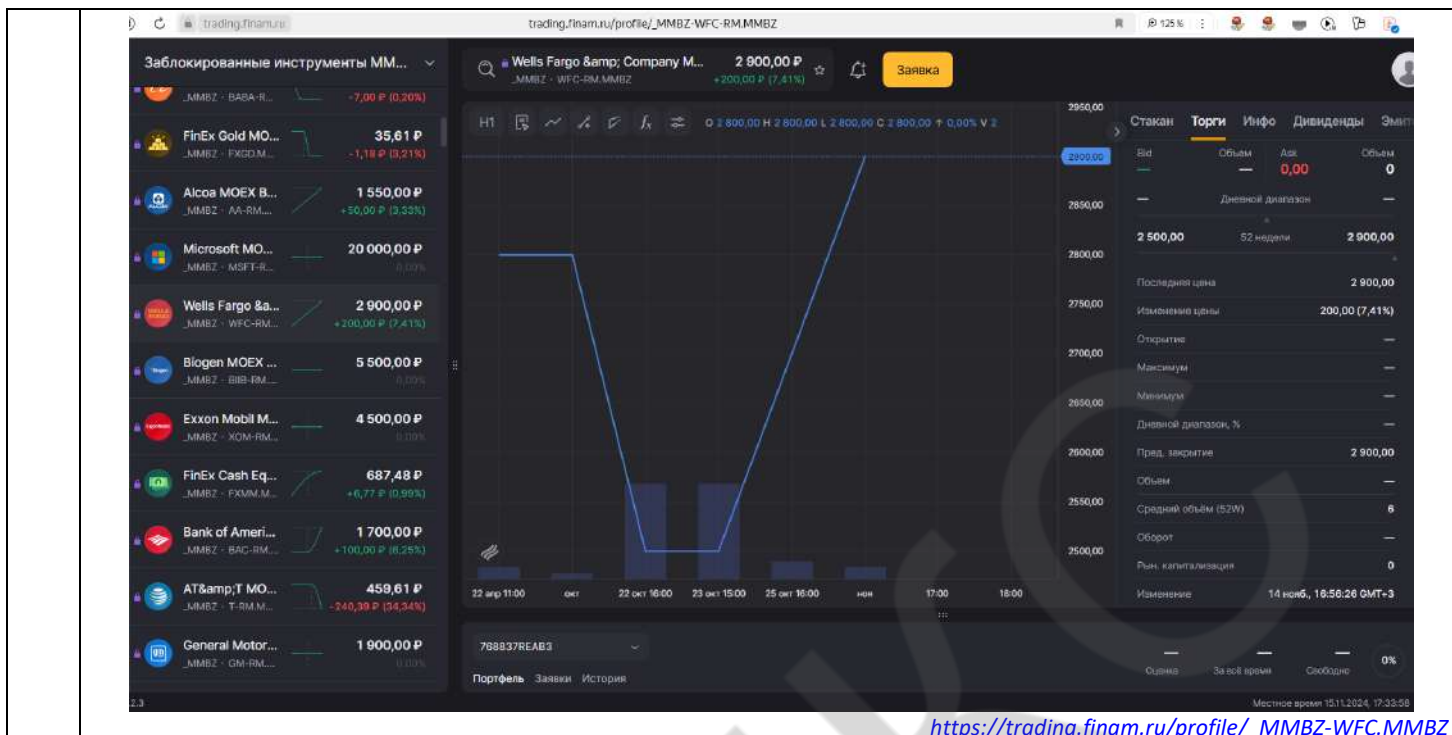 trading.finam.ru
trading.finam.ru/profile/_MMBZ-WFC-RM.MMBZ
125 %
Заблокированные инструменты MM...
_MMBZ · BABA-R...
-7,00 ₽ (0,20%)
FinEx Gold MO...
35,61 ₽
_MMBZ · FXGD.M...
-1,18 ₽ (3,21%)
Alcoa MOEX B...
1 550,00 ₽
_MMBZ · AA-RM....
+50,00 ₽ (3,33%)
Microsoft MO...
20 000,00 ₽
_MMBZ · MSFT-R...
0,00%
Wells Fargo &a...
2 900,00 ₽
_MMBZ · WFC-RM...
+200,00 ₽ (7,41%)
Biogen MOEX ...
5 500,00 ₽
_MMBZ · BIIB-RM....
0,00%
Exxon Mobil M...
4 500,00 ₽
_MMBZ · XOM-RM...
0,00%
FinEx Cash Eq...
687,48 ₽
_MMBZ · FXMM.M...
+6,77 ₽ (0,99%)
Bank of Ameri...
1 700,00 ₽
_MMBZ · BAC-RM...
+100,00 ₽ (6,25%)
AT&amp;T MO...
459,61 ₽
_MMBZ · T-RM.M...
-240,39 ₽ (34,34%)
General Motor...
1 900,00 ₽
_MMBZ · GM-RM....
0,00%
Wells Fargo &amp; Company M...
2 900,00 ₽
_MMBZ · WFC-RM.MMBZ
+200,00 ₽ (7,41%)
Заявка
H1
O 2 800,00 H 2 800,00 L 2 800,00 C 2 800,00 ↑ 0,00% V 2
2950,00
2900,00
2850,00
2800,00
2750,00
2700,00
2650,00
2600,00
2550,00
2500,00
22 апр 11:00 окт 22 окт 16:00 23 окт 15:00 25 окт 16:00 ноя 17:00 18:00
Стакан Торги Инфо Дивиденды Эмит
Bid Объем Ask Объем
— — 0,00 0
— Дневной диапазон —
2 500,00 52 недели 2 900,00
Последняя цена 2 900,00
Изменение цены 200,00 (7,41%)
Открытие —
Максимум —
Минимум —
Дневной диапазон, % —
Пред. закрытие 2 900,00
Объем —
Средний объём (52W) 6
Оборот —
Рын. капитализация 0
Изменение 14 нояб., 16:56:26 GMT+3
768837REAB3
Портфель Заявки История
— — — 0%
Оценка За всё время Свободно
.2.3
Местное время 15.11.2024, 17:33:58
https://trading.finam.ru/profile/_MMBZ-WFC.MMBZ